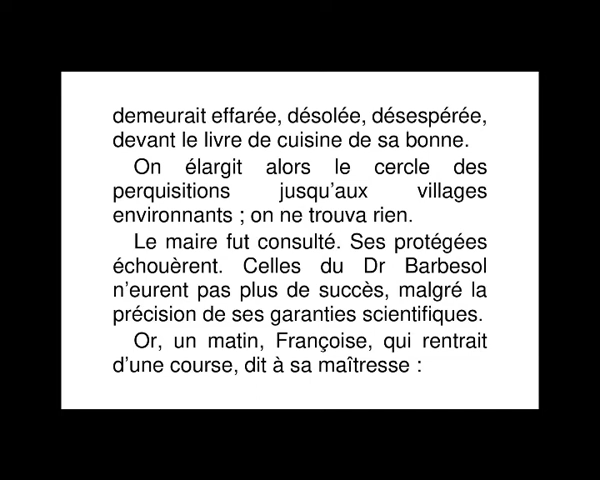 demeurait effarée, désolée, désespérée,
devant le livre de cuisine de sa bonne.
On élargit alors le cercle des
perquisitions jusqu’aux villages
environnants ; on ne trouva rien.
Le maire fut consulté. Ses protégées
échouèrent. Celles du Dr Barbesol
n’eurent pas plus de succès, malgré la
précision de ses garanties scientifiques.
Or, un matin, Françoise, qui rentrait
d’une course, dit à sa maîtresse :